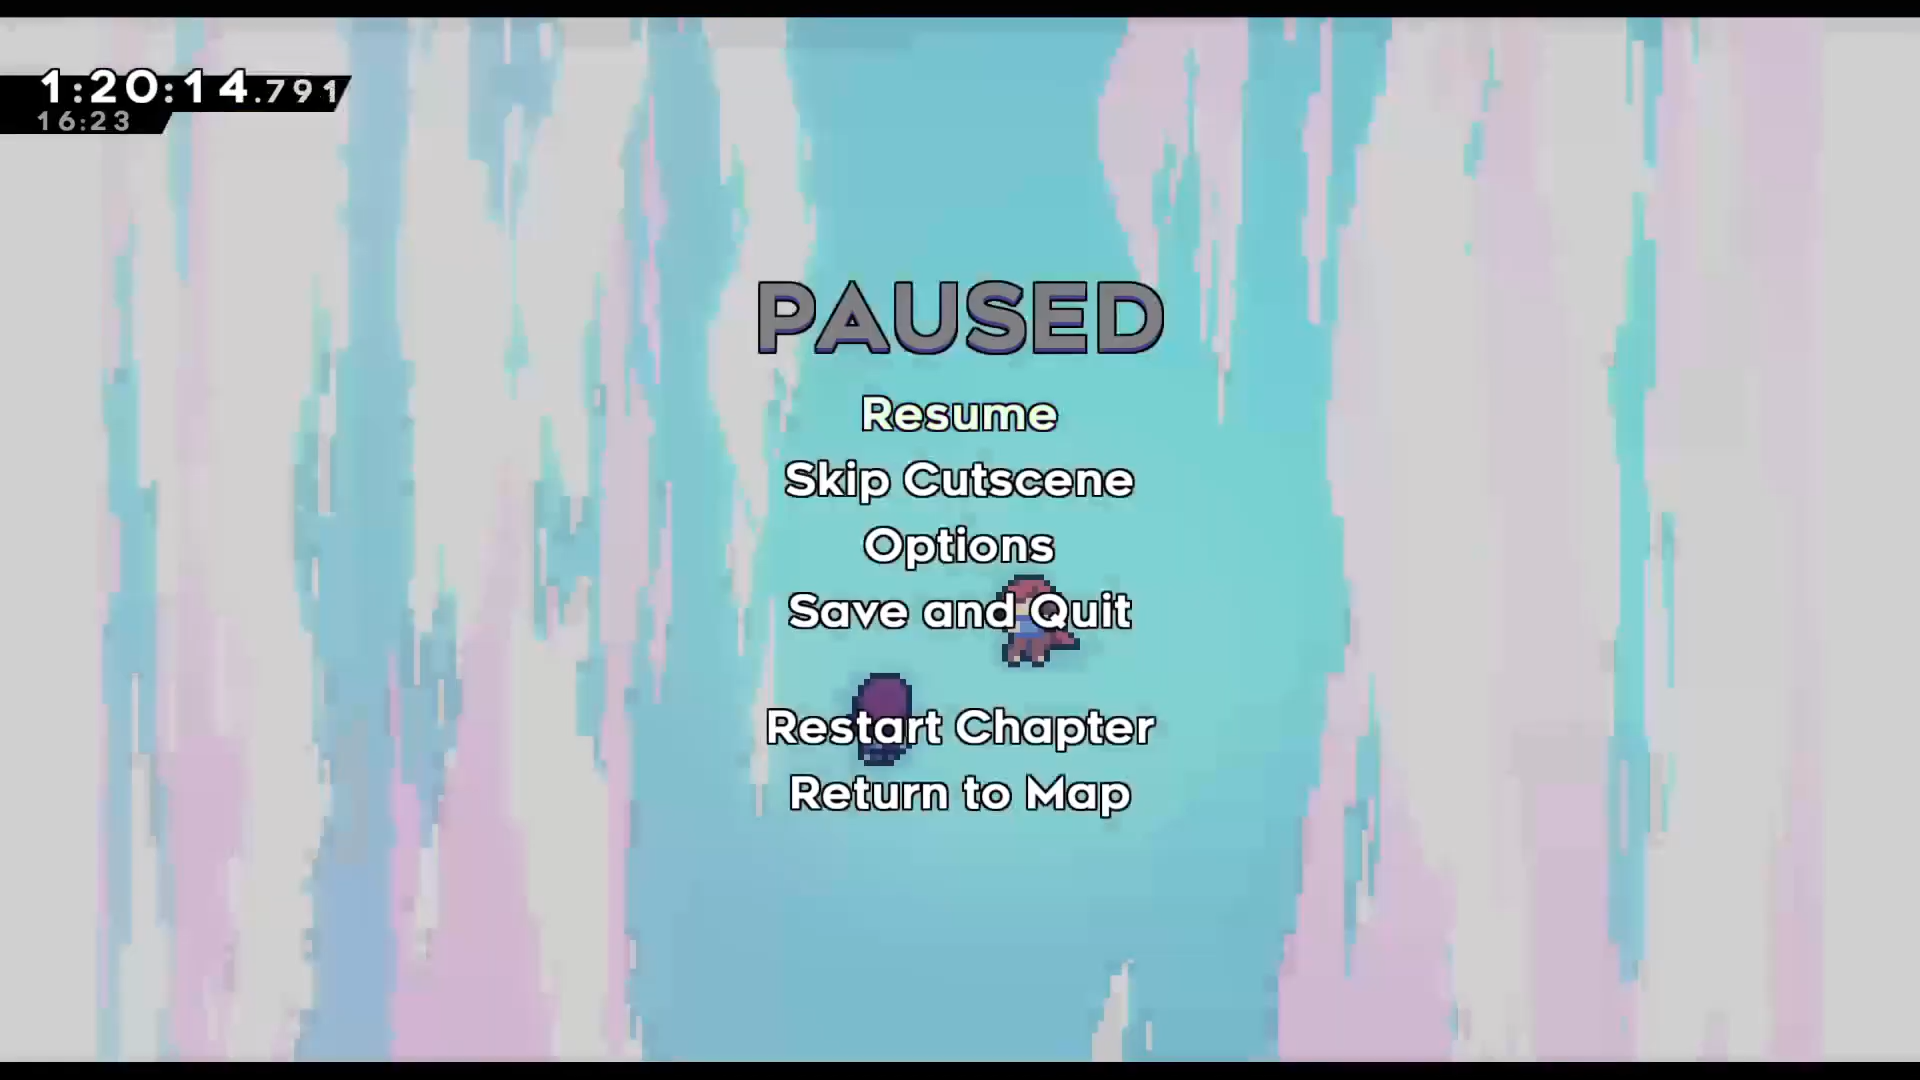 1:20:14.791
16:23
PAUSED
Resume
Skip Cutscene
Options
Save and Quit
Restart Chapter
Return to Map